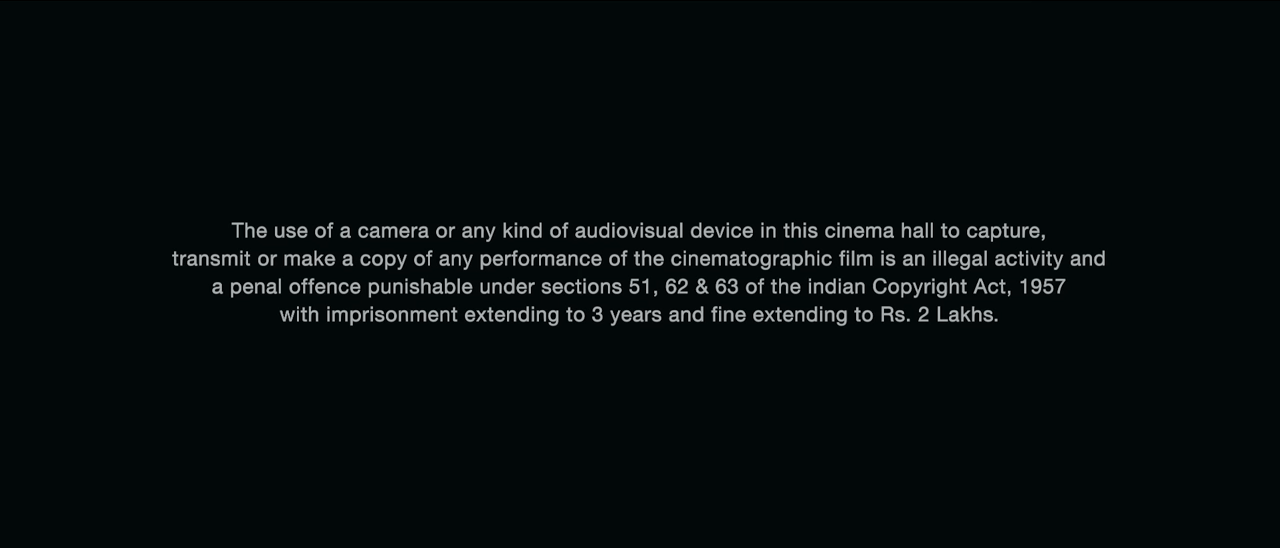 The use of a camera or any kind of audiovisual device in this cinema hall to capture,
transmit or make a copy of any performance of the cinematographic film is an illegal activity and
a penal offence punishable under sections 51, 62 & 63 of the indian Copyright Act, 1957
with imprisonment extending to 3 years and fine extending to Rs. 2 Lakhs.